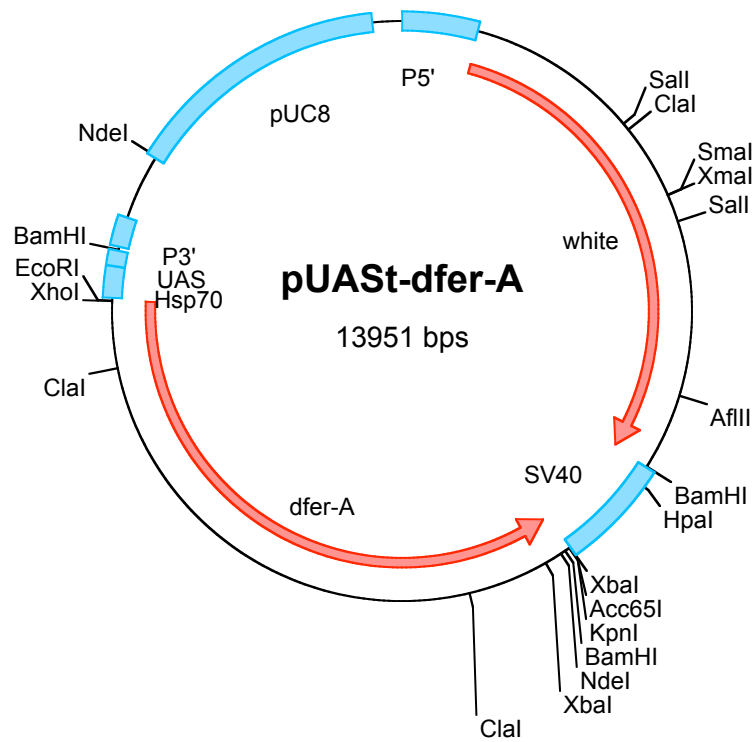 P5'
pUC8
SalI
ClaI
NdeI
SmaI
XmaI
SalI
BamHI
P3'
white
EcoRI
UAS
pUASt-dfer-A
XhoI
Hsp70
13951 bps
ClaI
AflII
SV40
dfer-A
BamHI
HpaI
XbaI
Acc65I
KpnI
BamHI
NdeI
XbaI
ClaI